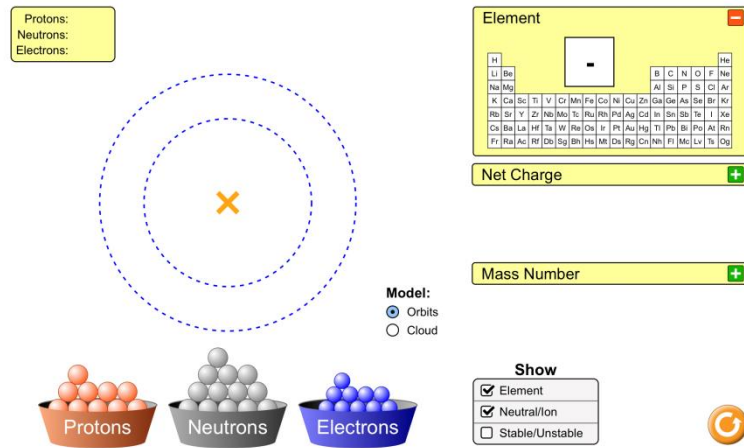 Protons:
Neutrons:
Electrons:
Element
-
H He
Li Be B C N O F Ne
Na Mg Al Si P S Cl Ar
K Ca Sc Ti V Cr Mn Fe Co Ni Cu Zn Ga Ge As Se Br Kr
Rb Sr Y Zr Nb Mo Tc Ru Rh Pd Ag Cd In Sn Sb Te I Xe
Cs Ba La Hf Ta W Re Os Ir Pt Au Hg Tl Pb Bi Po At Rn
Fr Ra Ac Rf Db Sg Bh Hs Mt Ds Rg Cn Nh Fl Mc Lv Ts Og
Net Charge
Mass Number
Model:
Orbits
Cloud
Protons
Neutrons
Electrons
Show
Element
Neutral/Ion
Stable/Unstable